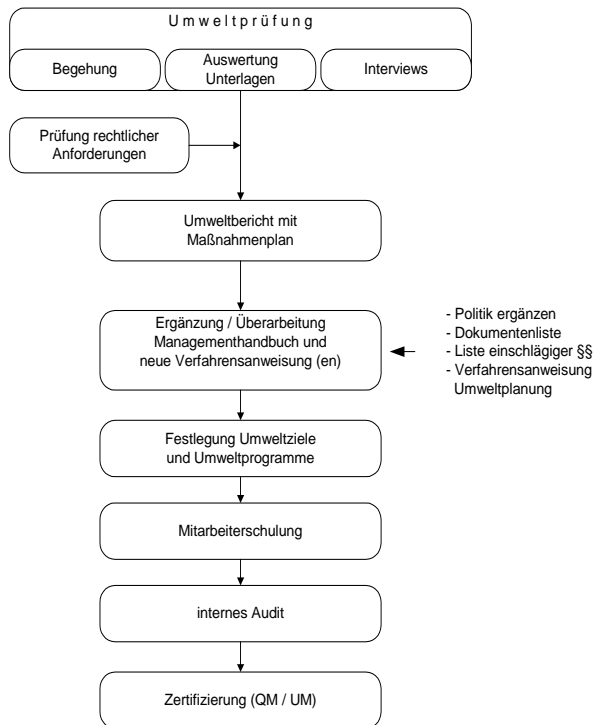 Umweltprüfung
Begehung
Auswertung
Unterlagen
Interviews
Prüfung rechtlicher
Anforderungen
Umweltbericht mit
Maßnahmenplan
Ergänzung / Überarbeitung
Managementhandbuch und
neue Verfahrensanweisung (en)
- Politik ergänzen
- Dokumentenliste
- Liste einschlägiger §§
- Verfahrensanweisung
Umweltplanung
Festlegung Umweltziele
und Umweltprogramme
Mitarbeiterschulung
internes Audit
Zertifizierung (QM / UM)